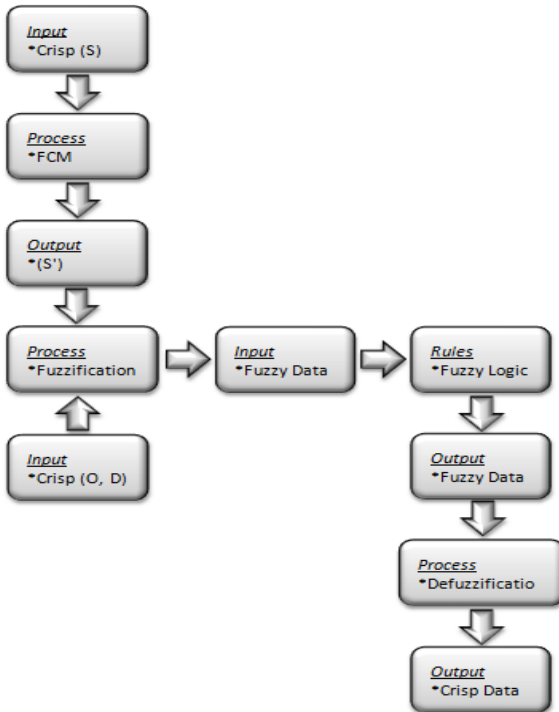 Input
*Crisp (S)
Process
*FCM
Output
*(S')
Process
*Fuzzification
Input
*Crisp (O, D)
Input
*Fuzzy Data
Rules
*Fuzzy Logic
Output
*Fuzzy Data
Process
*Defuzzificatio
Output
*Crisp Data